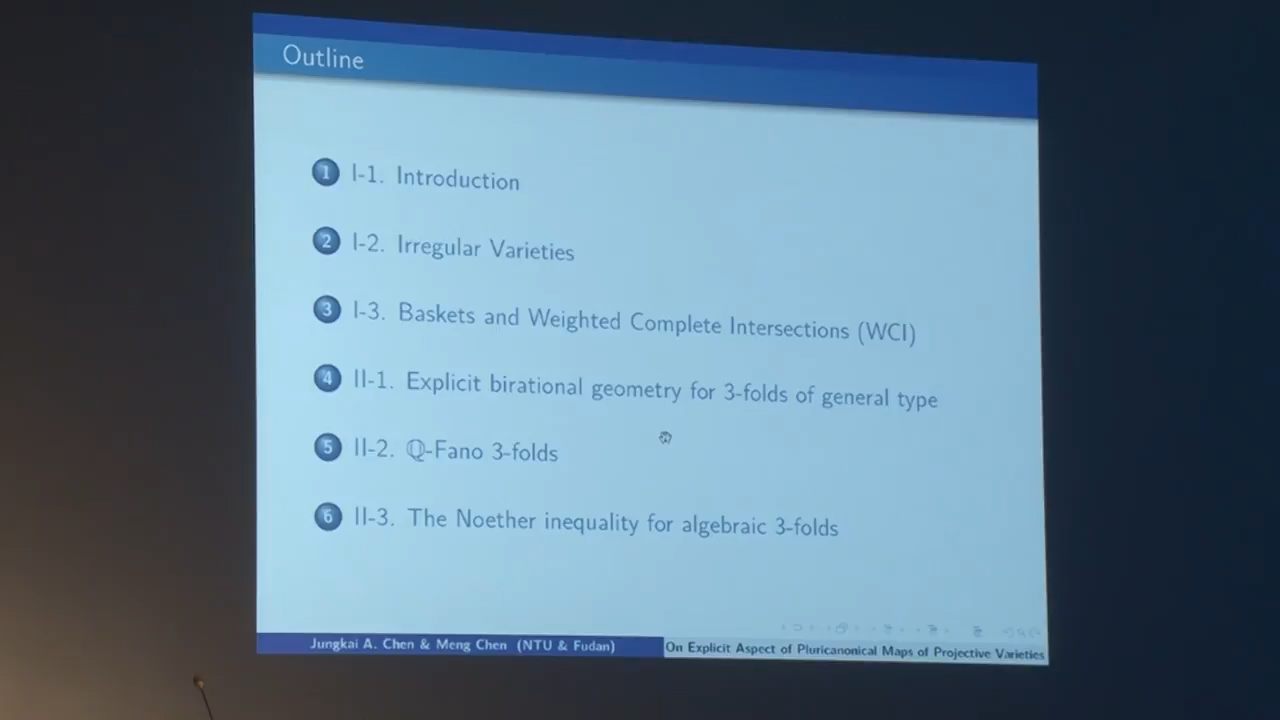 Outline
1 I-1. Introduction
2 I-2. Irregular Varieties
3 I-3. Baskets and Weighted Complete Intersections (WCI)
4 II-1. Explicit birational geometry for 3-folds of general type
5 II-2. ℚ-Fano 3-folds
6 II-3. The Noether inequality for algebraic 3-folds
Jungkai A. Chen & Meng Chen (NTU & Fudan)
On Explicit Aspect of Pluricanonical Maps of Projective Varieties